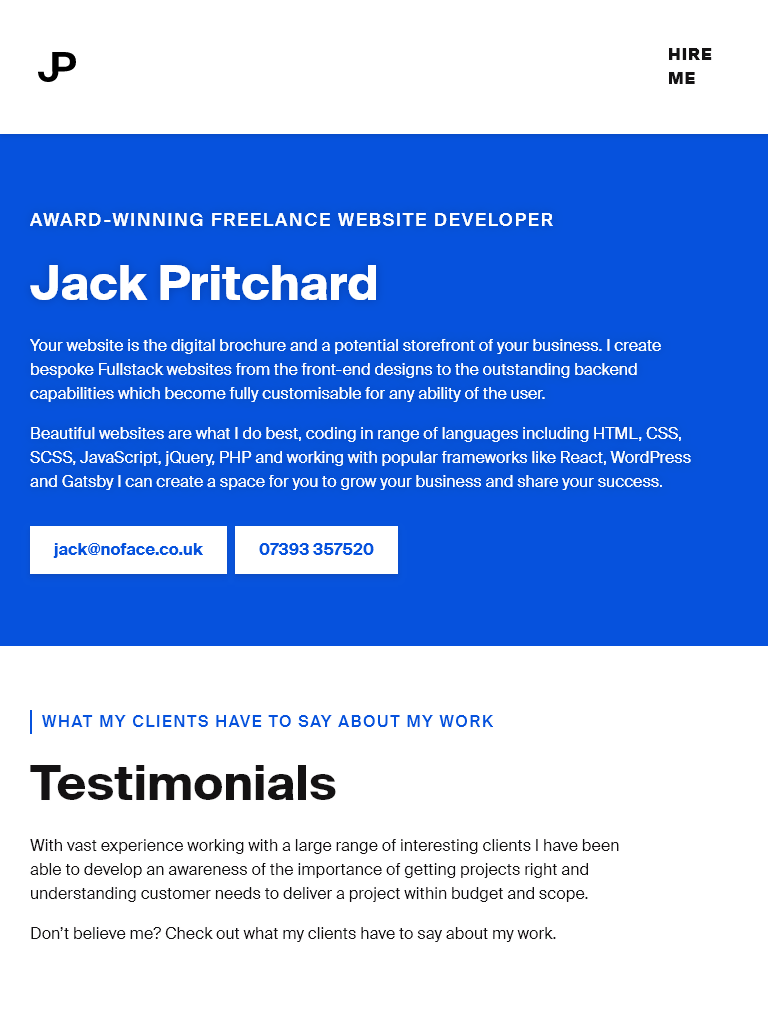 JP
HIRE
ME
AWARD-WINNING FREELANCE WEBSITE DEVELOPER
Jack Pritchard
Your website is the digital brochure and a potential storefront of your business. I create
bespoke Fullstack websites from the front-end designs to the outstanding backend
capabilities which become fully customisable for any ability of the user.
Beautiful websites are what I do best, coding in range of languages including HTML, CSS,
SCSS, JavaScript, jQuery, PHP and working with popular frameworks like React, WordPress
and Gatsby I can create a space for you to grow your business and share your success.
jack@noface.co.uk
07393 357520
WHAT MY CLIENTS HAVE TO SAY ABOUT MY WORK
Testimonials
With vast experience working with a large range of interesting clients I have been
able to develop an awareness of the importance of getting projects right and
understanding customer needs to deliver a project within budget and scope.
Don’t believe me? Check out what my clients have to say about my work.